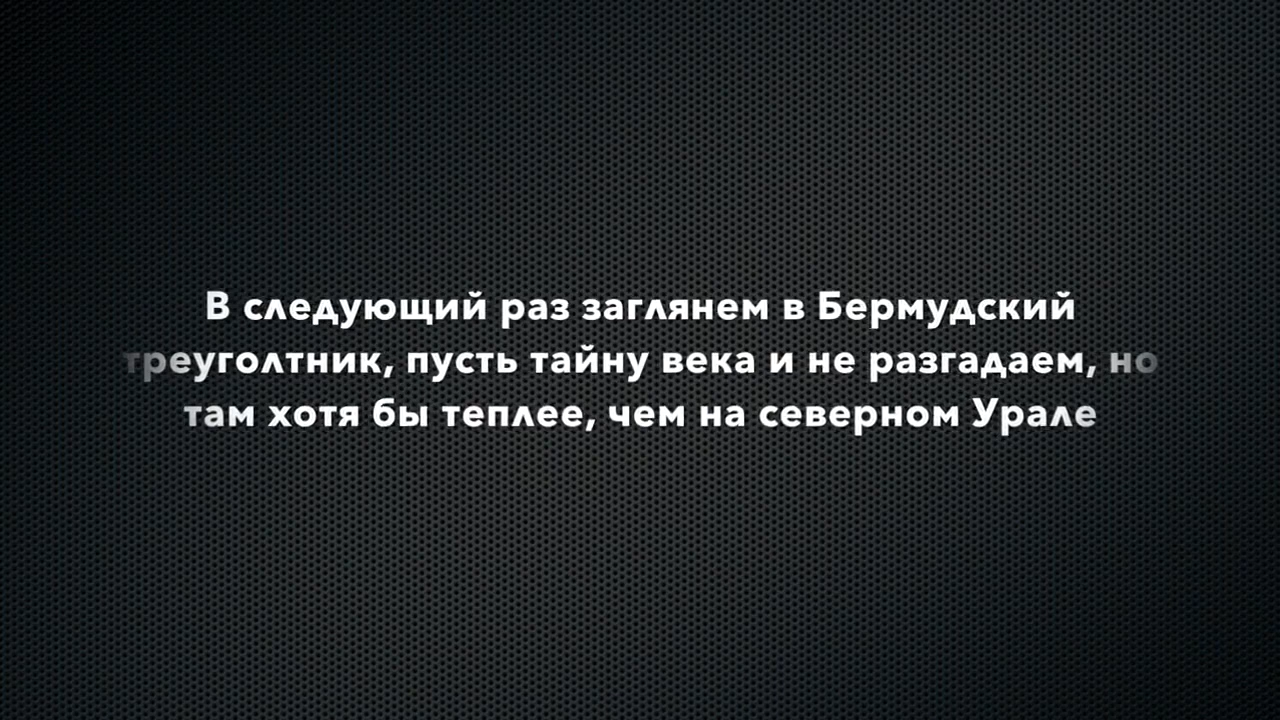 В следующий раз заглянем в Бермудский
треуголтник, пусть тайну века и не разгадаем, но
там хотя бы теплее, чем на северном Урале